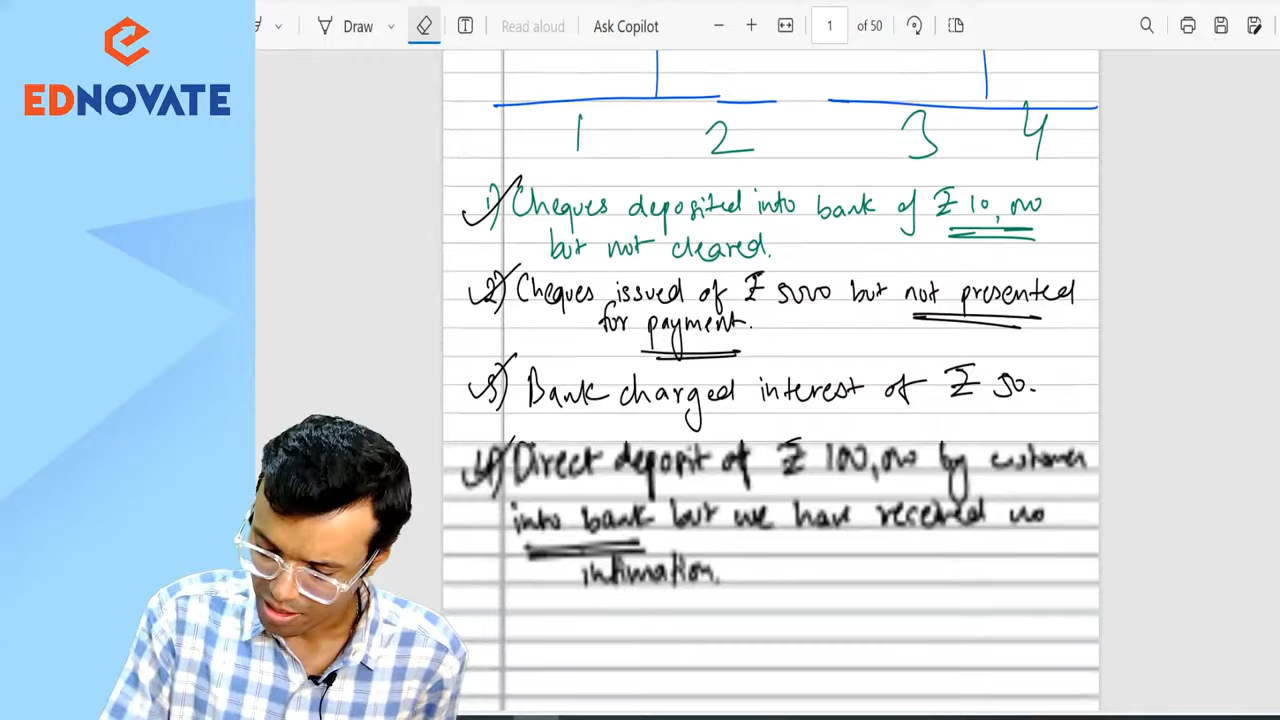 Draw
Read aloud
Ask Copilot
1
of 50
EDNOVATE
1 2 3 4
1) Cheques deposited into bank of ₹ 10,000
but not cleared.
2) Cheques issued of ₹ 5000 but not presented
for payment.
3) Bank charged interest of ₹ 50.
4) Direct deposit of ₹ 100,000 by customer
into bank but we have received no
intimation.